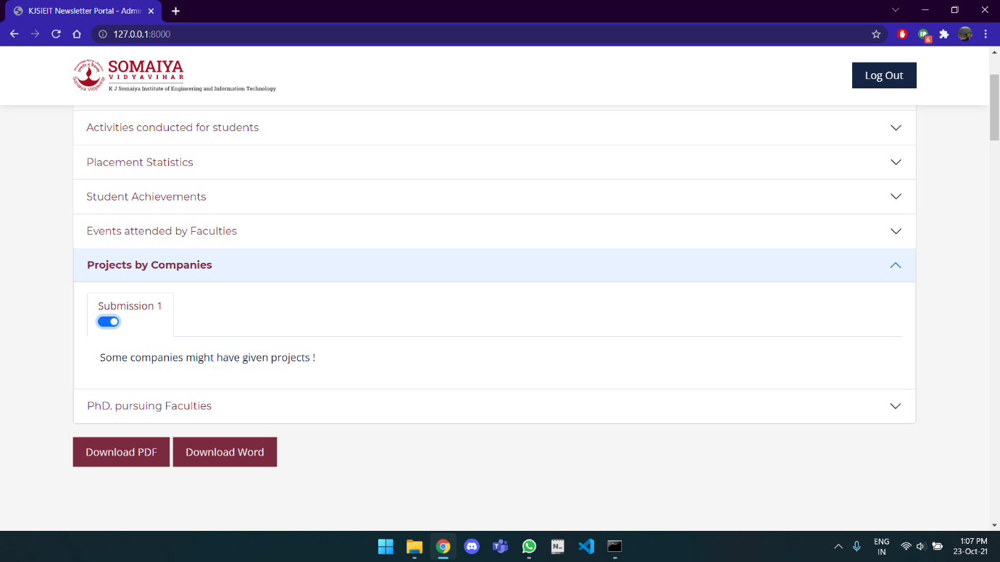 KJSIEIT Newsletter Portal - Admi
127.0.0.1:8000
6
SOMAIYA
VIDYAVIHAR
K J Somaiya Institute of Engineering and Information Technology
Log Out
Activities conducted for students
Placement Statistics
Student Achievements
Events attended by Faculties
Projects by Companies
Submission 1
Some companies might have given projects !
PhD. pursuing Faculties
Download PDF
Download Word
ENG
IN
1:07 PM
23-Oct-21